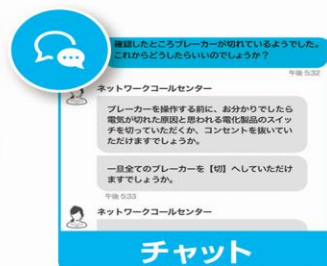 確認したところブレーカーが切れているようでした。
これからどうしたらいいのでしょうか？
午後 5:32
ネットワークコールセンター
ブレーカーを操作する前に、お分かりでしたら
電気が切れた原因と思われる電化製品のスイッ
チを切っていただくか、コンセントを抜いてい
ただけますでしょうか。
一旦全てのブレーカーを【切】へしていただけ
ますでしょうか。
午後 5:33
ネットワークコールセンター
チャット